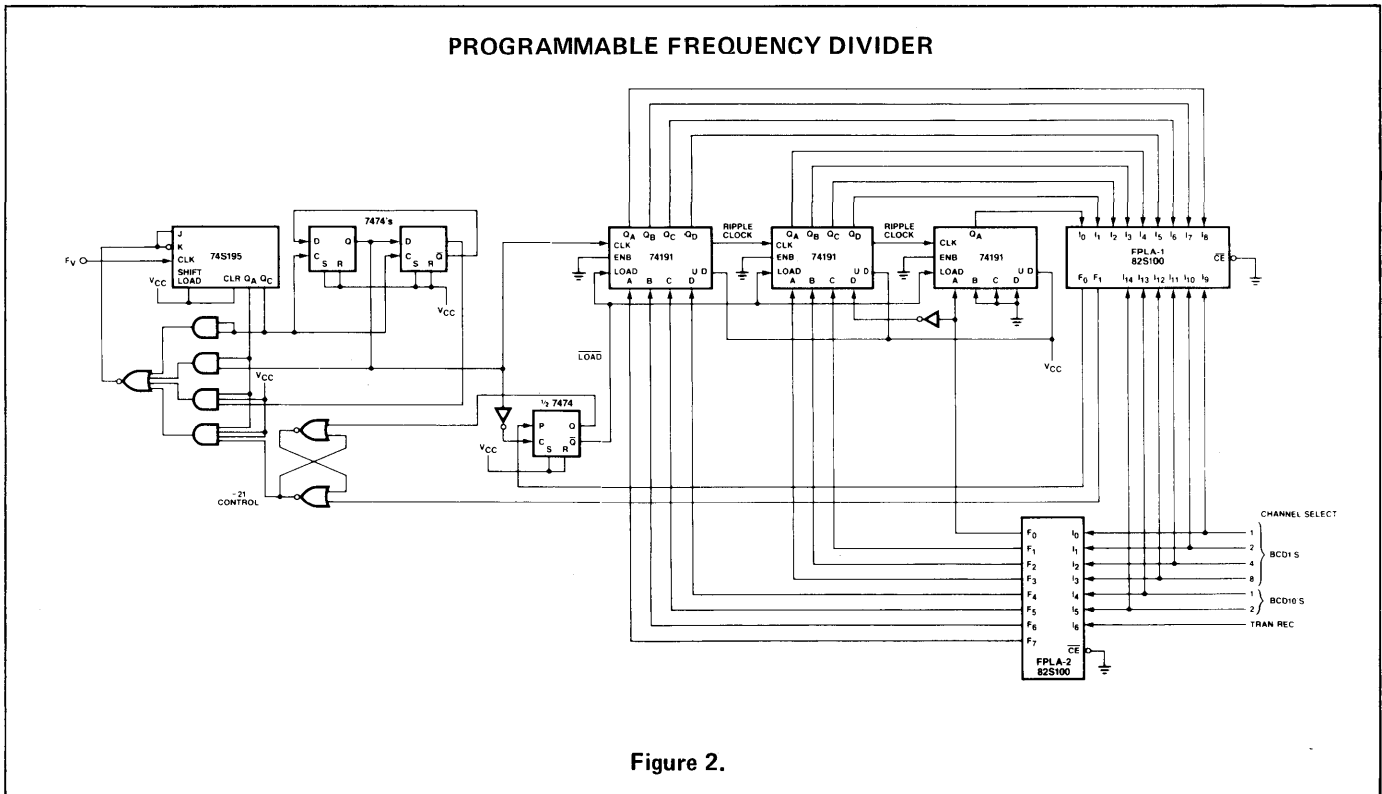 PROGRAMMABLE FREQUENCY DIVIDER
7474's
D Q
C
S R
D
C Q̅
S R
VCC
J
K
74S195
CLK
SHIFT
LOAD
CLR QA QC
FV
VCC
VCC
-21
CONTROL
½ 7474
P Q
C Q̅
S R
VCC
LOAD
QA QB QC QD
CLK
ENB
74191
LOAD
U D
A B C D
RIPPLE
CLOCK
QA QB QC QD
CLK
ENB
74191
LOAD
U D
A B C D
RIPPLE
CLOCK
QA
CLK
ENB
74191
LOAD
U D
A B C D
VCC
I0 I1 I2 I3 I4 I5 I6 I7 I8
FPLA-1
82S100
CE
F0 F1 I14 I13 I12 I11 I10 I9
CHANNEL SELECT
F0 I0 1
F1 I1 2
BCD1 S
F2 I2 4
F3 I3 8
F4 I4 1
BCD10 S
F5 I5 2
F6 I6 TRAN REC
F7
CE
FPLA-2
82S100
Figure 2.